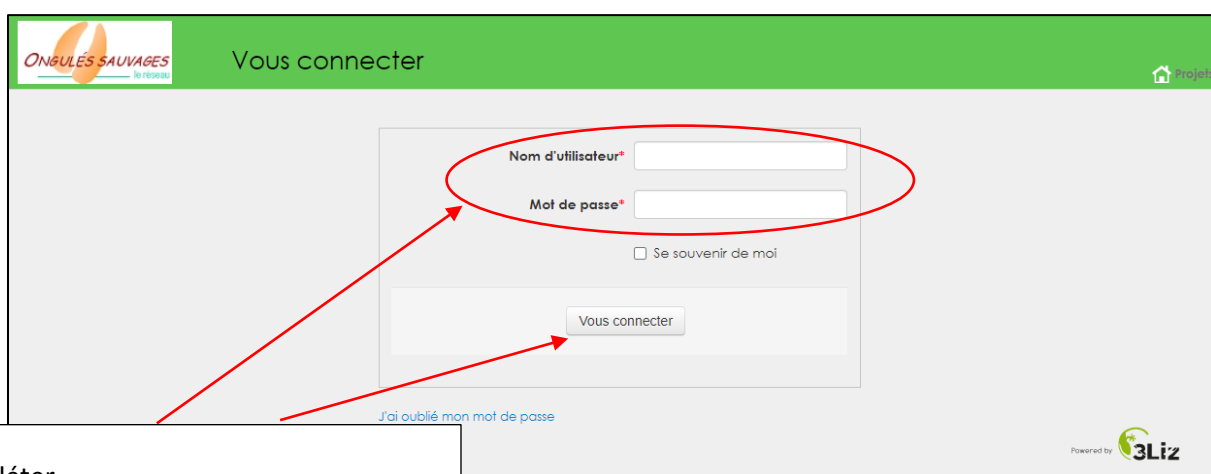 ONGULÉS SAUVAGES
le réseau
Vous connecter
Projets
Nom d'utilisateur*
Mot de passe*
Se souvenir de moi
Vous connecter
J'ai oublié mon mot de passe
Powered by 3Liz